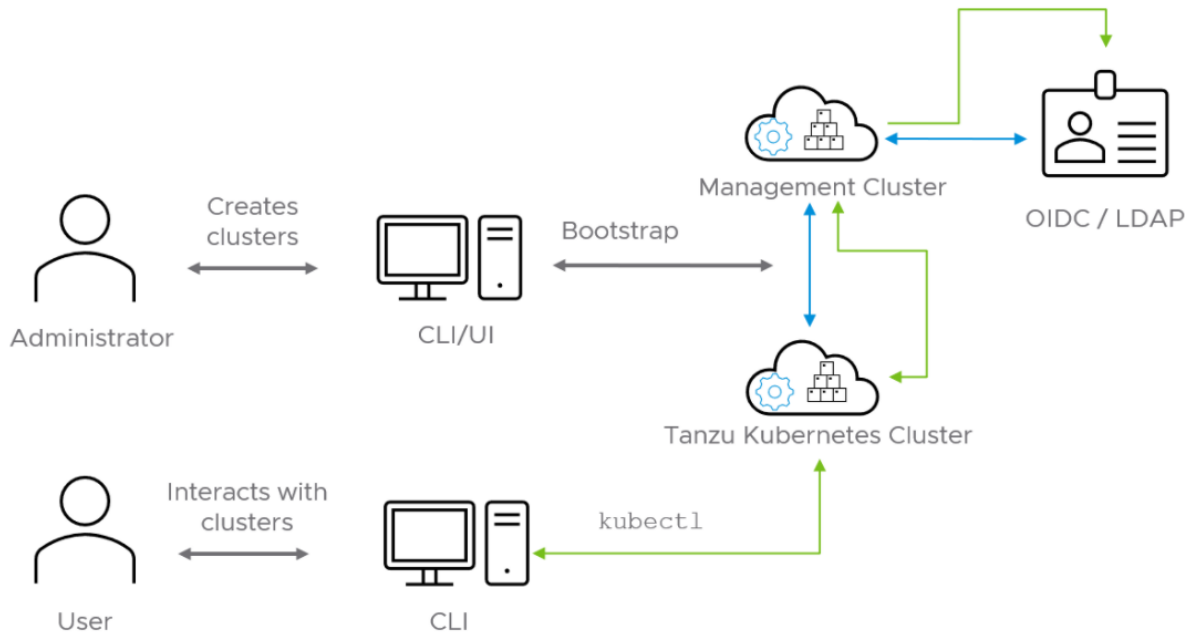 Management Cluster
OIDC / LDAP
Creates
clusters
Bootstrap
Administrator
CLI/UI
Tanzu Kubernetes Cluster
Interacts with
clusters
kubectl
User
CLI